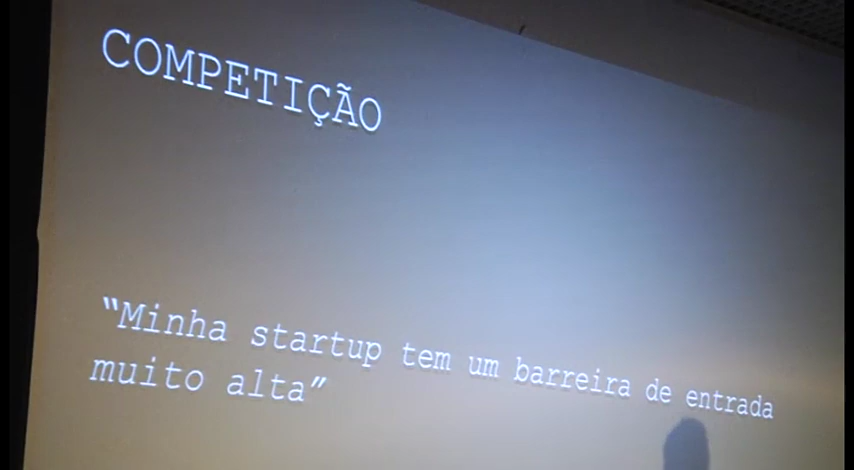 COMPETIÇÃO
“Minha startup tem um barreira de entrada
muito alta”